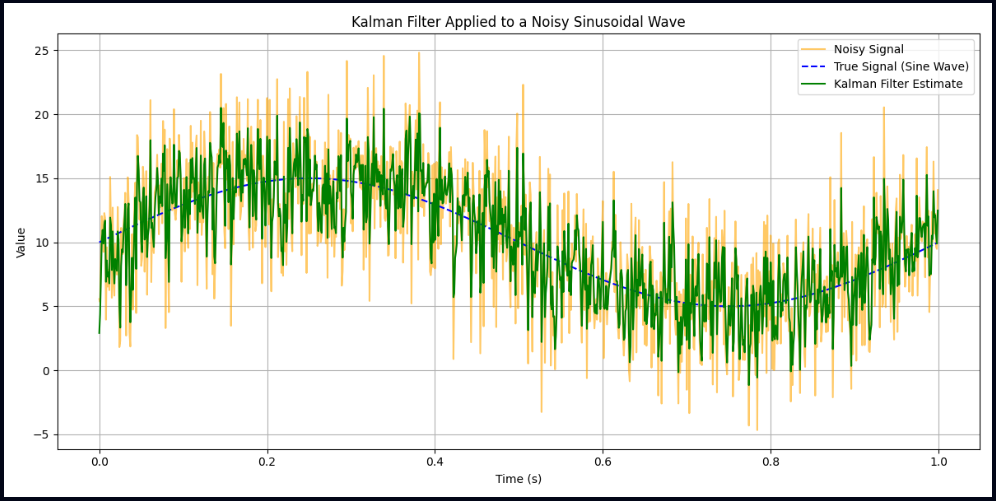 Kalman Filter Applied to a Noisy Sinusoidal Wave
Noisy Signal
True Signal (Sine Wave)
Kalman Filter Estimate
Value
25
20
15
10
5
0
−5
0.0 0.2 0.4 0.6 0.8 1.0
Time (s)